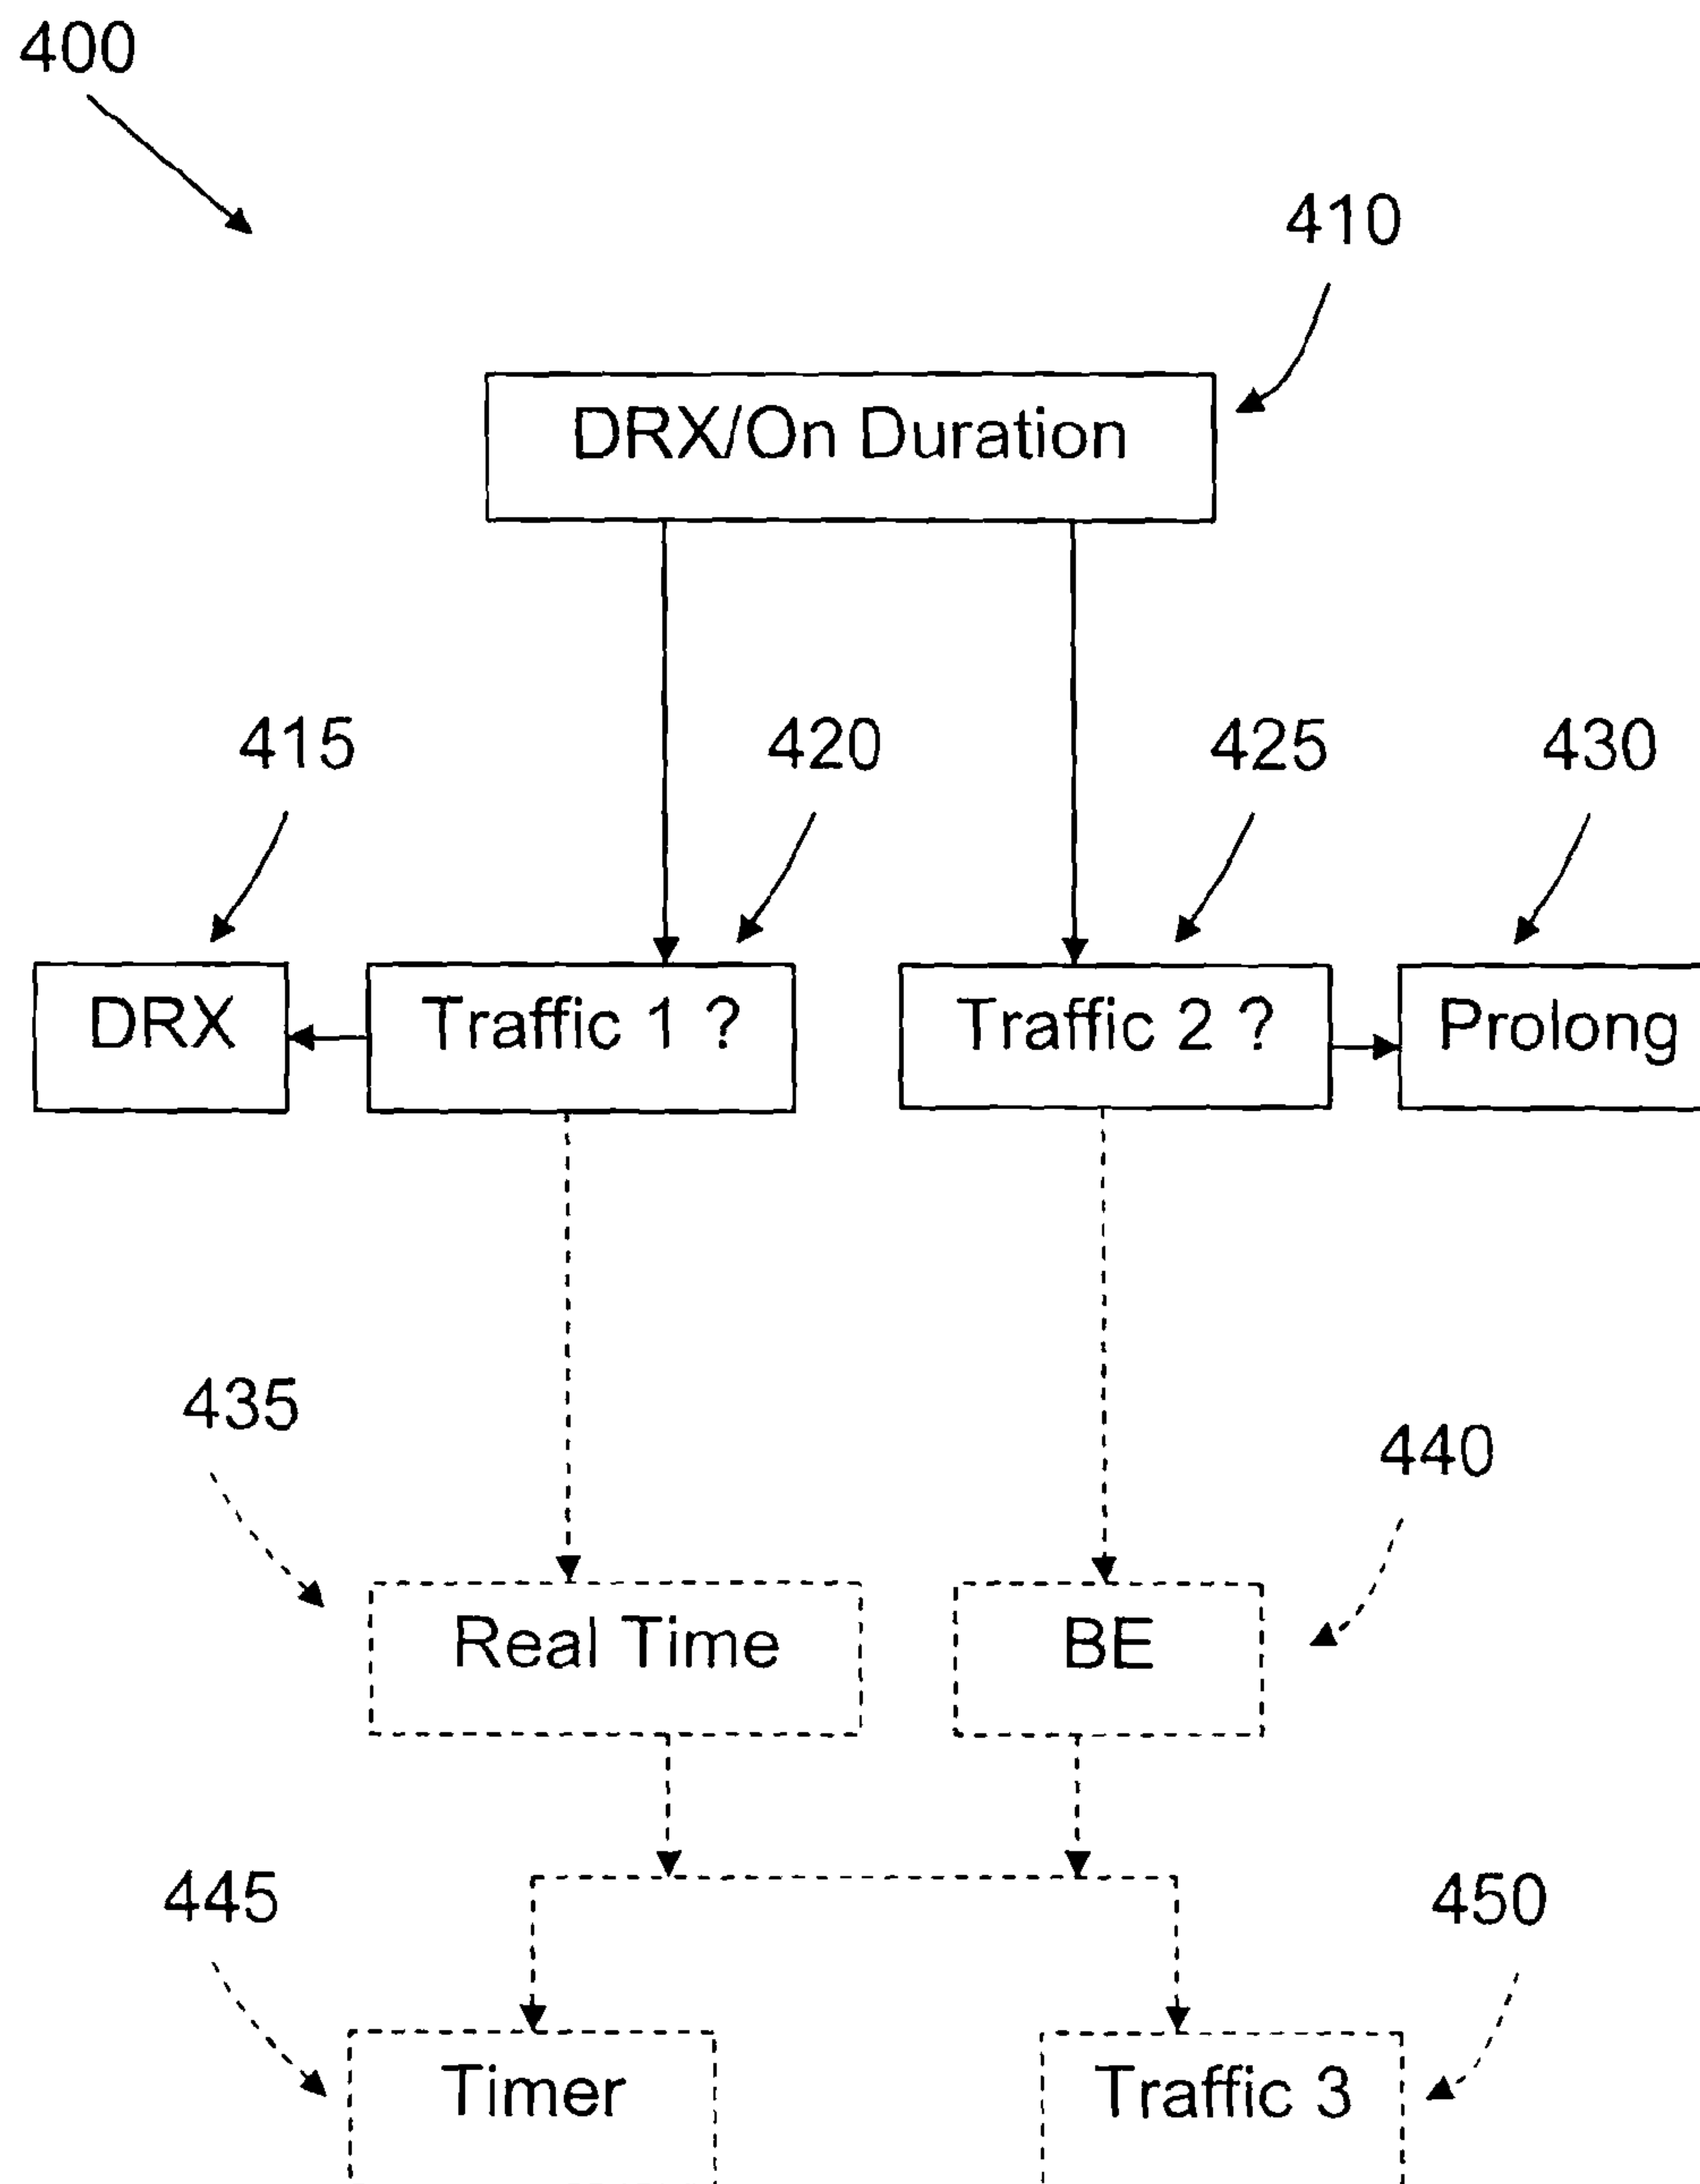 400
410
DRX/On Duration
415
420
425
430
DRX
Traffic 1 ?
Traffic 2 ?
Prolong
435
440
Real Time
BE
445
450
Timer
Traffic 3